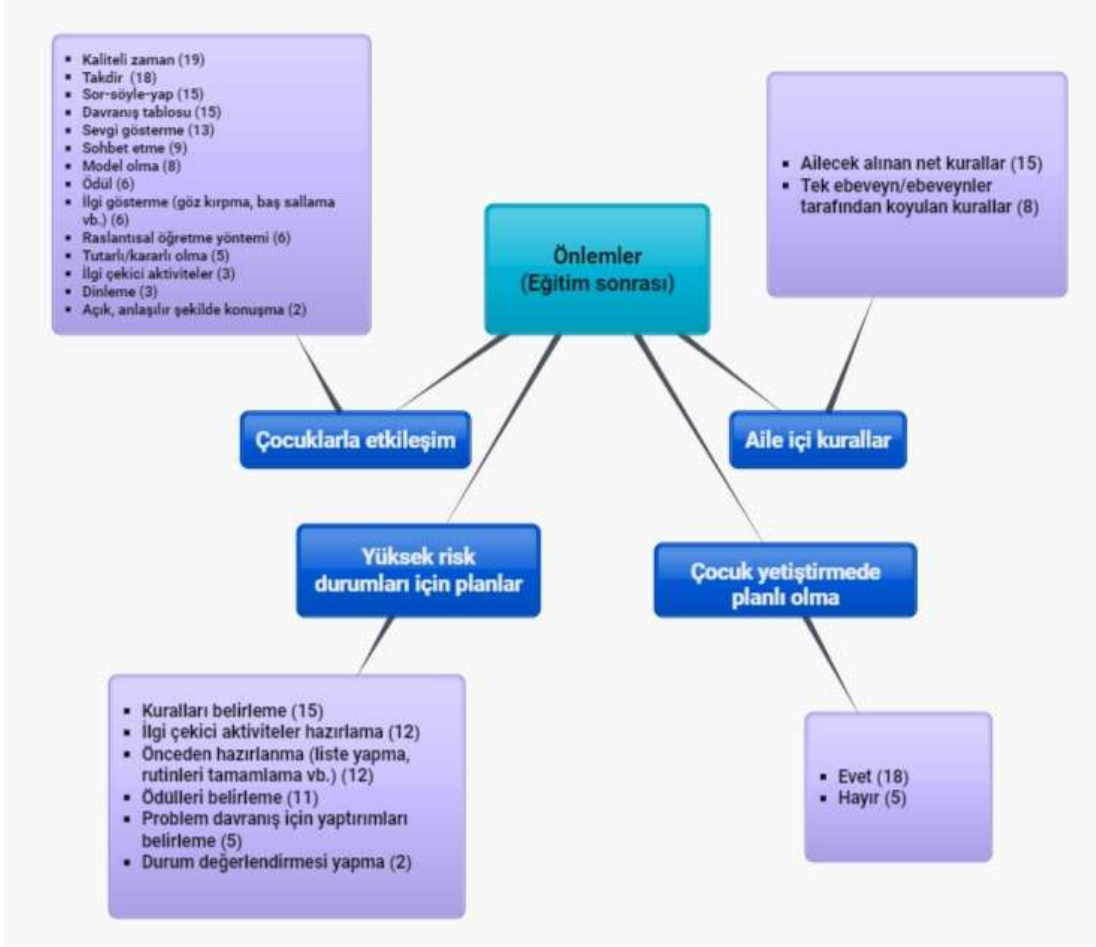 Kaliteli zaman (19)
Takdir (18)
Sor-söyle-yap (15)
Davranış tablosu (15)
Sevgi gösterme (13)
Sohbet etme (9)
Model olma (8)
Ödül (6)
İlgi gösterme (göz kırpma, baş sallama
vb.) (6)
Raslantısal öğretme yöntemi (6)
Tutarlı/kararlı olma (5)
İlgi çekici aktiviteler (3)
Dinleme (3)
Açık, anlaşılır şekilde konuşma (2)
Ailecek alınan net kurallar (15)
Tek ebeveyn/ebeveynler
tarafından koyulan kurallar (8)
Önlemler
(Eğitim sonrası)
Çocuklarla etkileşim
Aile içi kurallar
Yüksek risk
durumları için planlar
Çocuk yetiştirmede
planlı olma
Kuralları belirleme (15)
İlgi çekici aktiviteler hazırlama (12)
Önceden hazırlanma (liste yapma,
rutinleri tamamlama vb.) (12)
Ödülleri belirleme (11)
Problem davranış için yaptırımları
belirleme (5)
Durum değerlendirmesi yapma (2)
Evet (18)
Hayır (5)